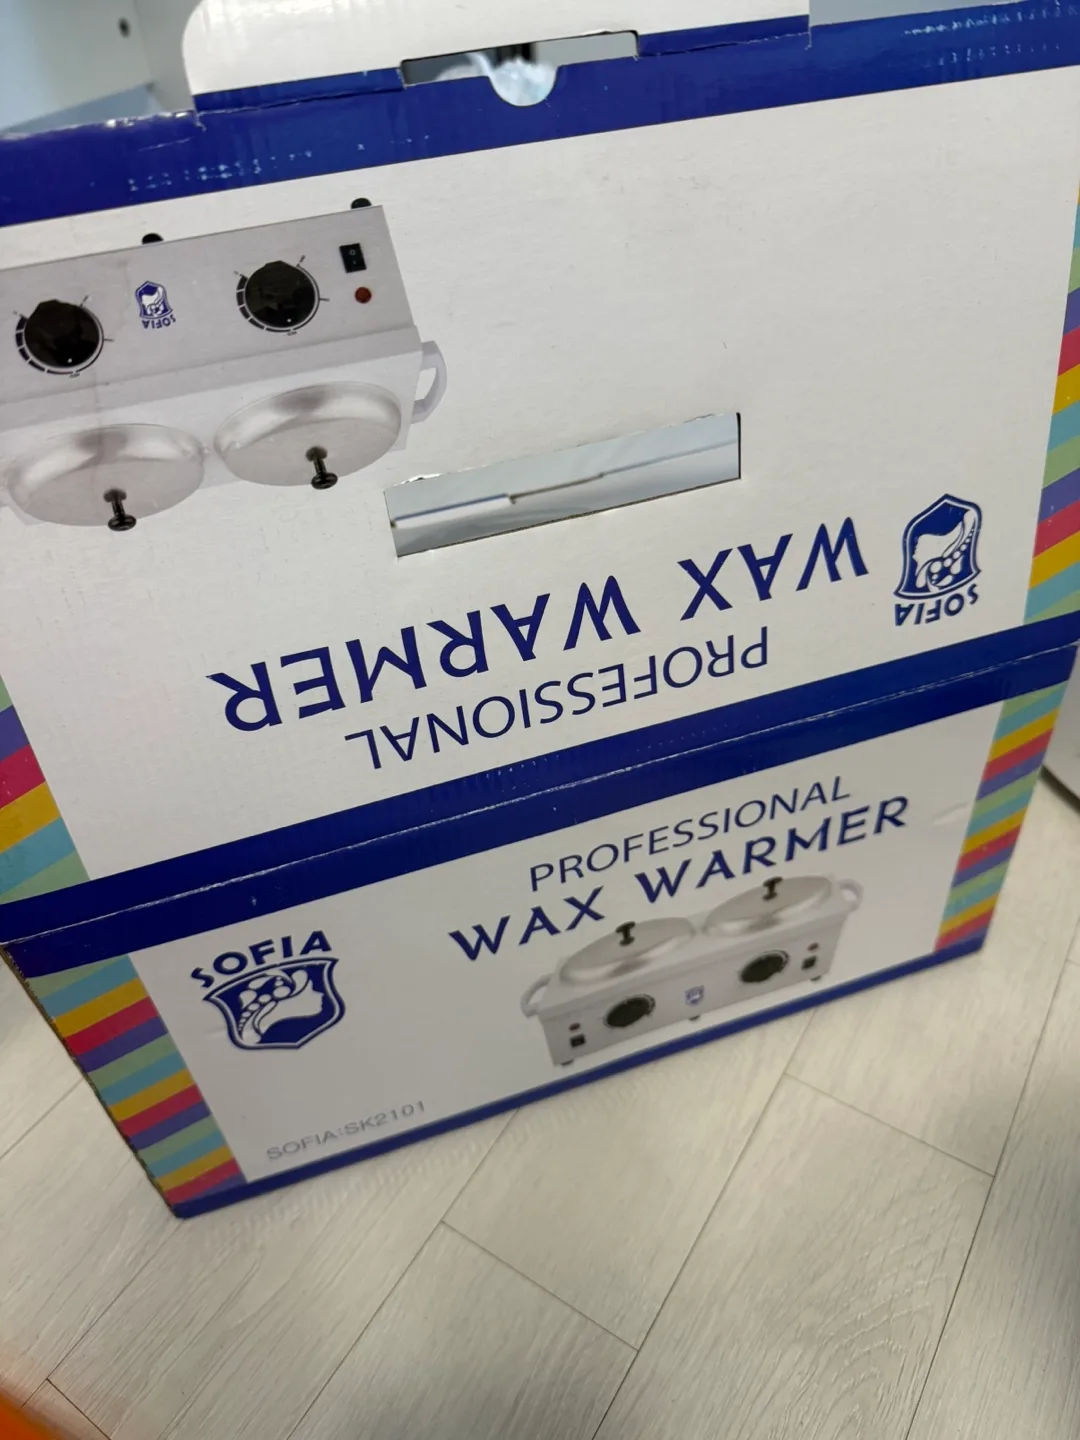 SOFIA
SOFIA
WAX WARMER
PROFESSIONAL
PROFESSIONAL
WAX WARMER
SOFIA
SOFIA:SK2101